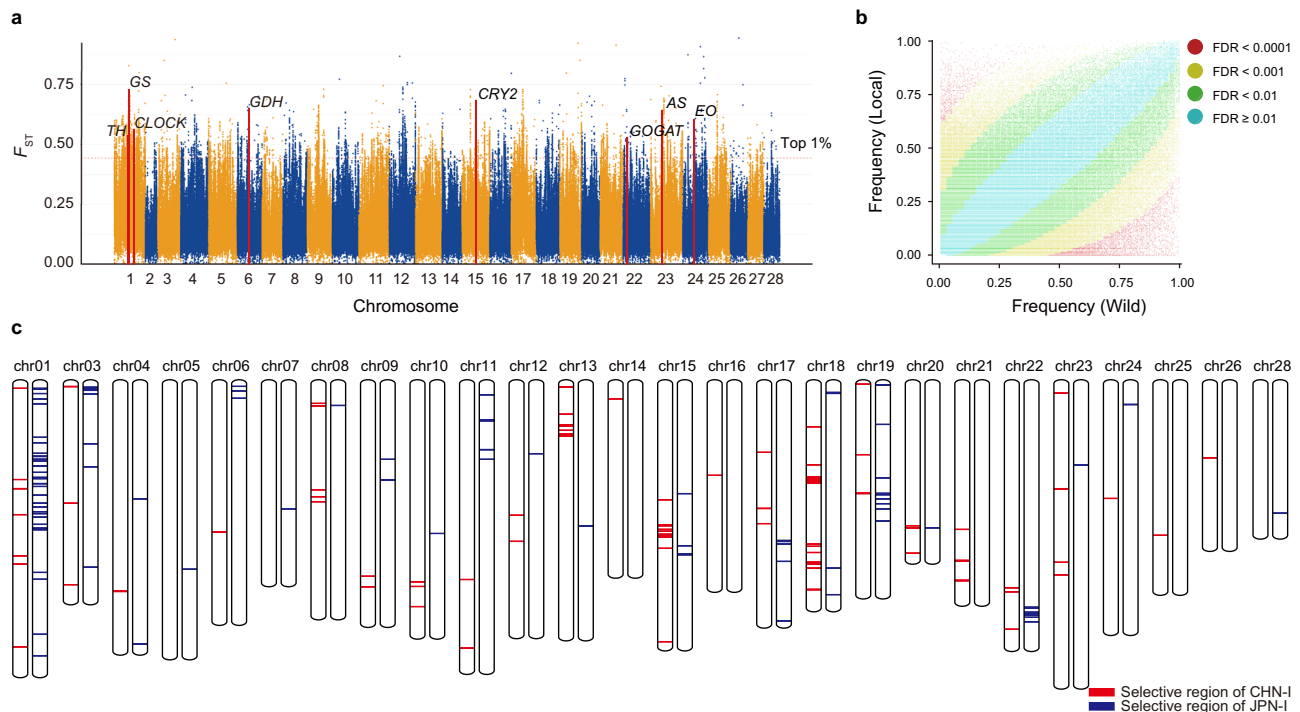 a
F_ST
0.75
0.50
0.25
0.00
GS
TH
CLOCK
GDH
CRY2
GOGAT
AS
EO
Top 1%
1 2 3 4 5 6 7 8 9 10 11 12 13 14 15 16 17 18 19 20 21 22 23 24 25 26 27 28
Chromosome
b
Frequency (Local)
1.00
0.75
0.50
0.25
0.00
0.00 0.25 0.50 0.75 1.00
Frequency (Wild)
FDR < 0.0001
FDR < 0.001
FDR < 0.01
FDR ≥ 0.01
c
chr01 chr03 chr04 chr05 chr06 chr07 chr08 chr09 chr10 chr11 chr12 chr13 chr14 chr15 chr16 chr17 chr18 chr19 chr20 chr21 chr22 chr23 chr24 chr25 chr26 chr28
Selective region of CHN-I
Selective region of JPN-I